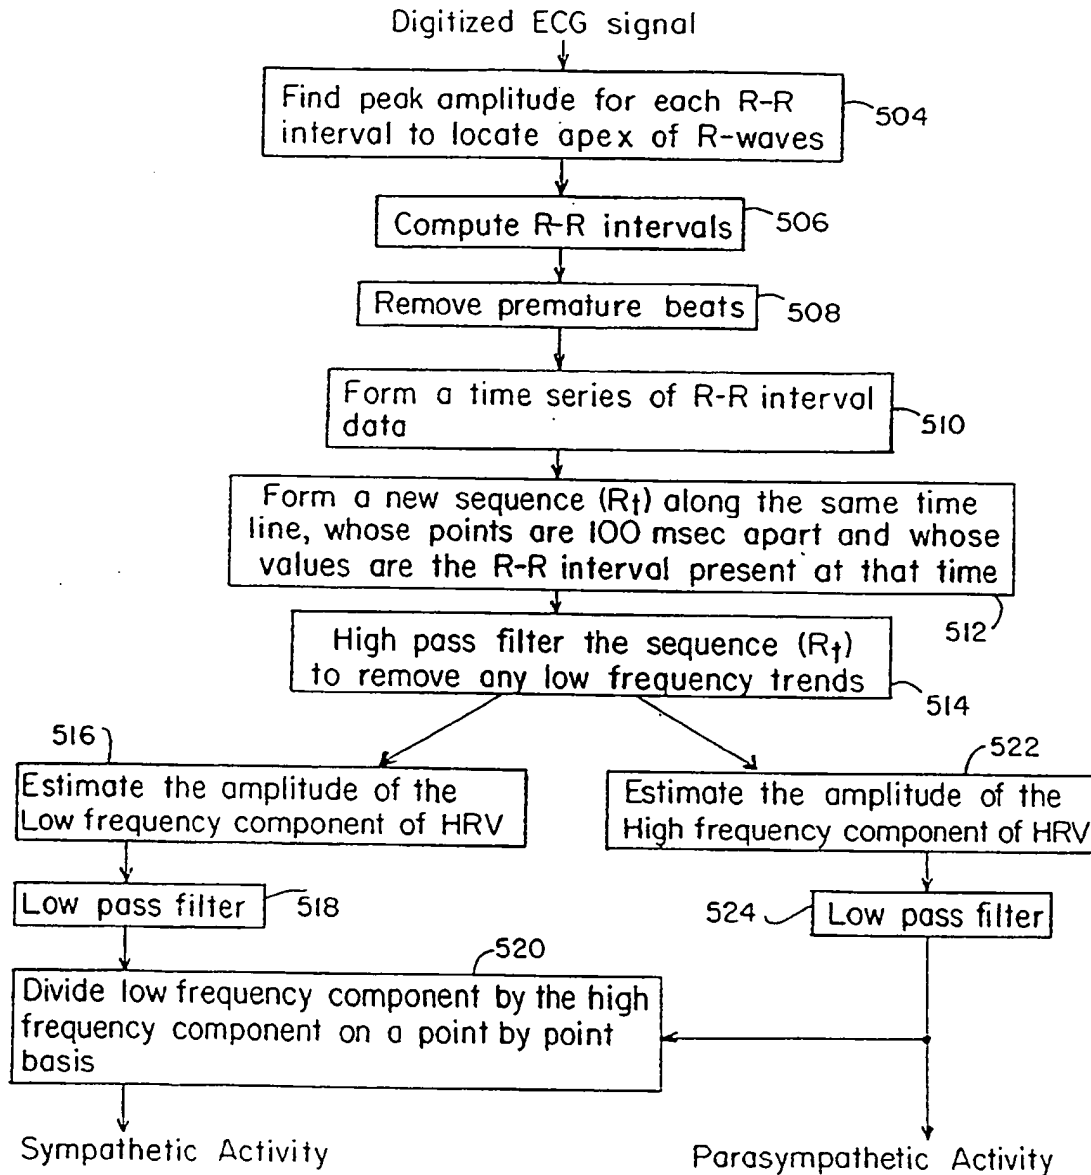 Digitized ECG signal
Find peak amplitude for each R-R
interval to locate apex of R-waves
504
Compute R-R intervals
506
Remove premature beats
508
Form a time series of R-R interval
data
510
Form a new sequence (Rt) along the same time
line, whose points are 100 msec apart and whose
values are the R-R interval present at that time
512
High pass filter the sequence (Rt)
to remove any low frequency trends
514
516
Estimate the amplitude of the
Low frequency component of HRV
522
Estimate the amplitude of the
High frequency component of HRV
Low pass filter
518
524
Low pass filter
520
Divide low frequency component by the high
frequency component on a point by point
basis
Sympathetic Activity
Parasympathetic Activity